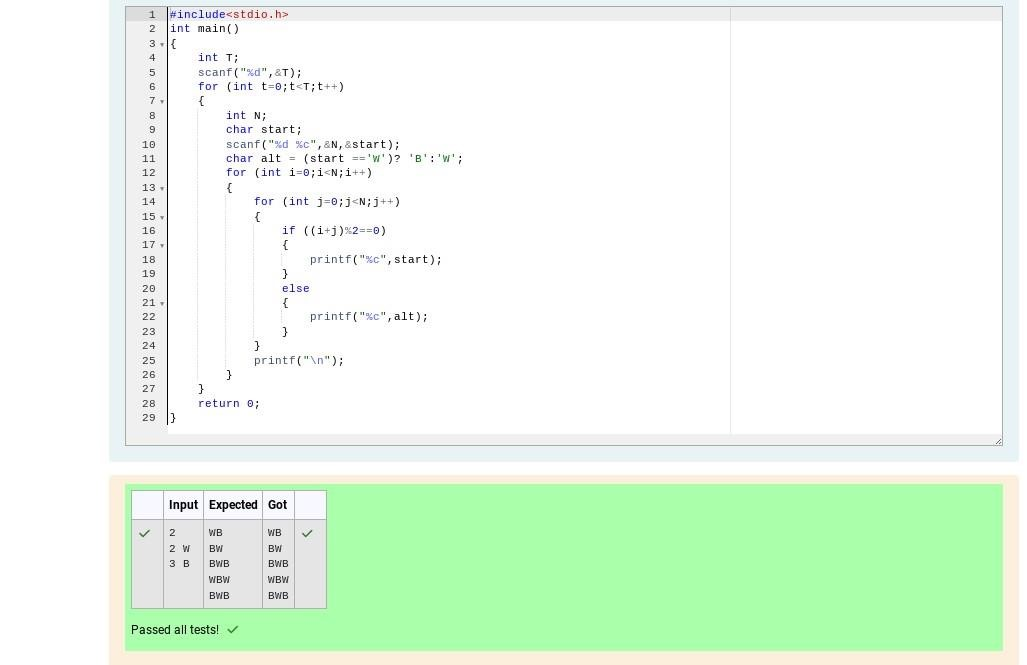 1 #include<stdio.h>
2 int main()
3 {
4     int T;
5     scanf("%d",&T);
6     for (int t=0;t<T;t++)
7     {
8         int N;
9         char start;
10         scanf("%d %c",&N,&start);
11         char alt = (start =='W')? 'B':'W';
12         for (int i=0;i<N;i++)
13         {
14             for (int j=0;j<N;j++)
15             {
16                 if ((i+j)%2==0)
17                 {
18                     printf("%c",start);
19                 }
20                 else
21                 {
22                     printf("%c",alt);
23                 }
24             }
25             printf("\n");
26         }
27     }
28     return 0;
29 }
Input Expected Got
2 WB WB
2 W BW BW
3 B BWB BWB
WBW WBW
BWB BWB
Passed all tests!